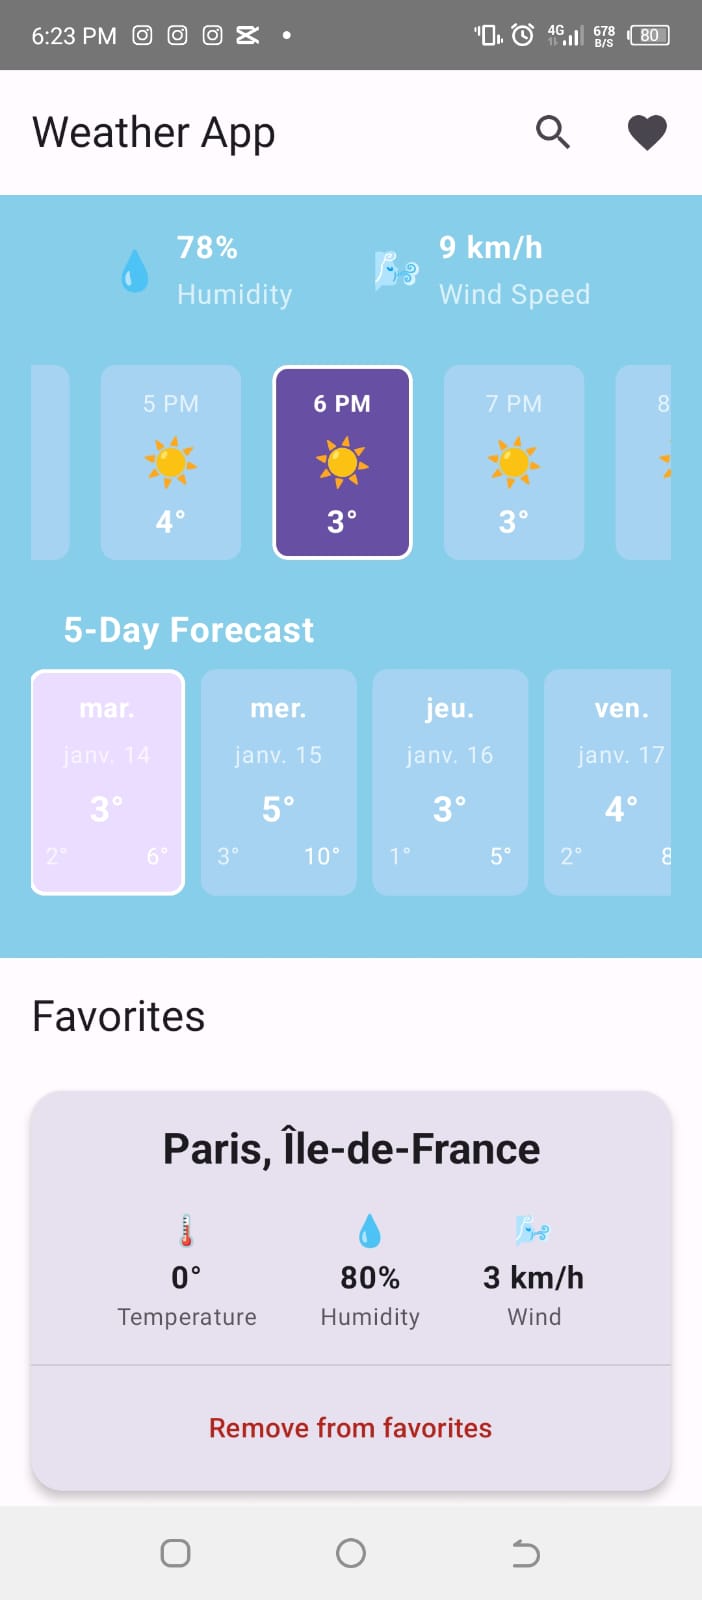 6:23 PM 4G 678 B/S 80
Weather App
78% 9 km/h
Humidity Wind Speed
5 PM 6 PM 7 PM 8
4° 3° 3°
5-Day Forecast
mar. mer. jeu. ven.
janv. 14 janv. 15 janv. 16 janv. 17
3° 5° 3° 4°
2° 6° 3° 10° 1° 5° 2° 8
Favorites
Paris, Île-de-France
0° 80% 3 km/h
Temperature Humidity Wind
Remove from favorites